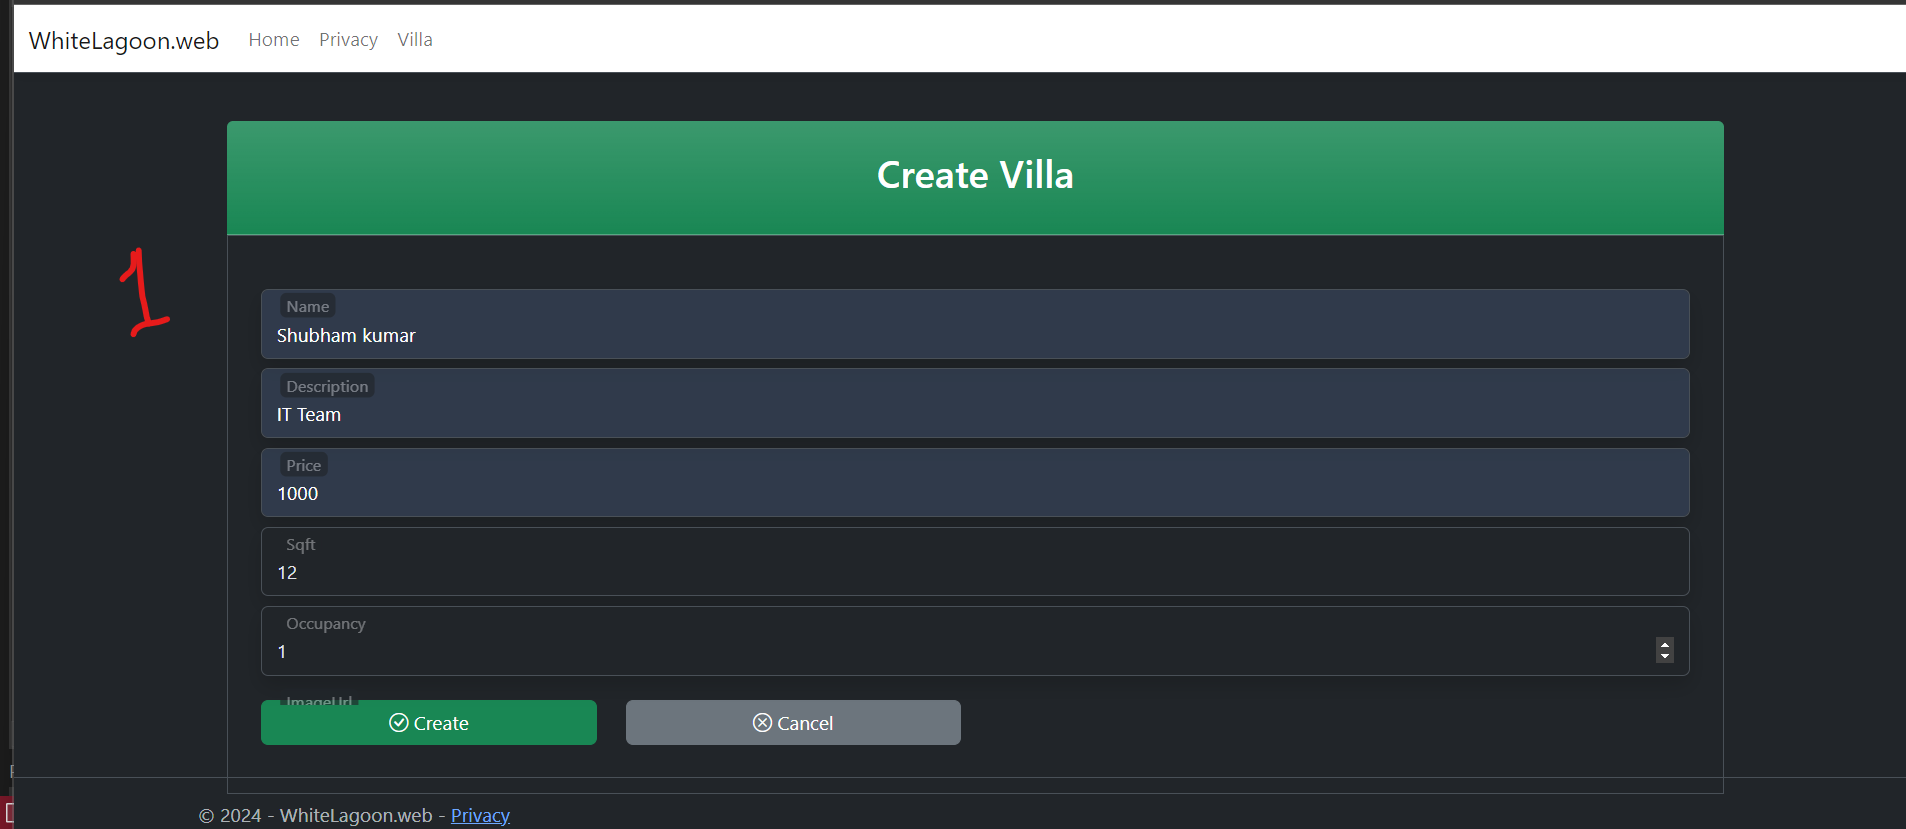 WhiteLagoon.web Home Privacy Villa
Create Villa
1
Name
Shubham kumar
Description
IT Team
Price
1000
Sqft
12
Occupancy
1
ImageUrl
Create Cancel
© 2024 - WhiteLagoon.web - Privacy